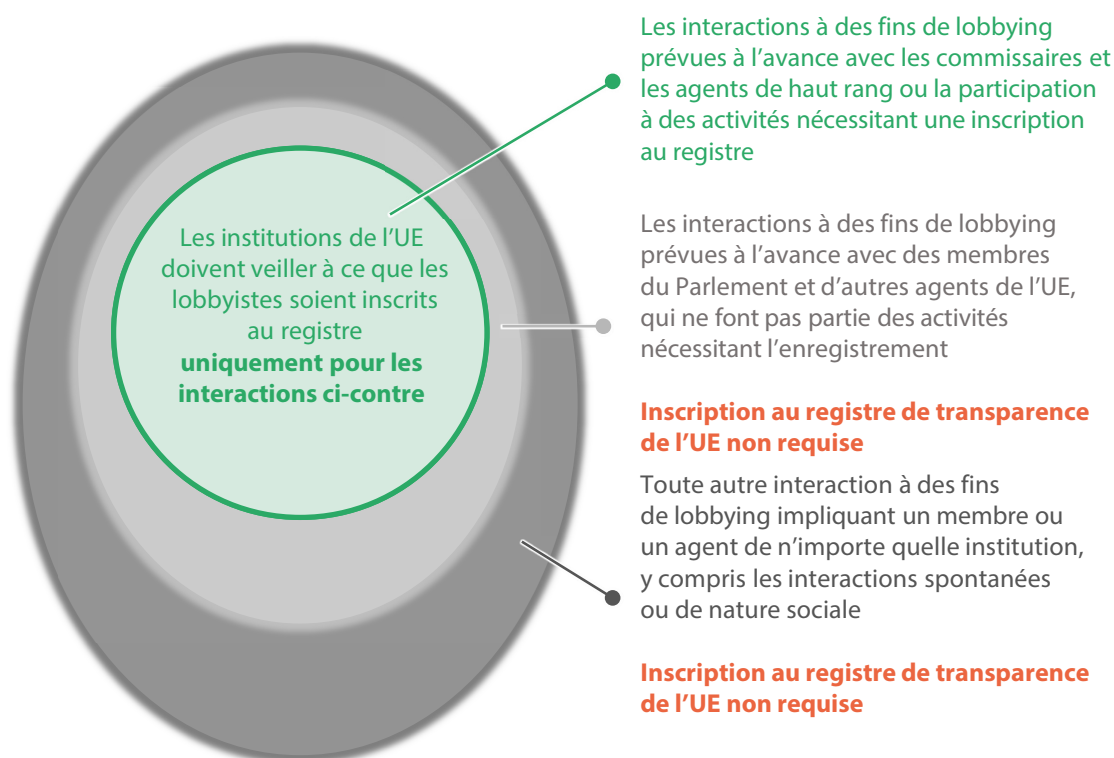 Les interactions à des fins de lobbying
prévues à l’avance avec les commissaires et
les agents de haut rang ou la participation
à des activités nécessitant une inscription
au registre
Les institutions de l’UE
doivent veiller à ce que les
lobbyistes soient inscrits
au registre
uniquement pour les
interactions ci-contre
Les interactions à des fins de lobbying
prévues à l’avance avec des membres
du Parlement et d’autres agents de l’UE,
qui ne font pas partie des activités
nécessitant l’enregistrement
Inscription au registre de transparence
de l’UE non requise
Toute autre interaction à des fins
de lobbying impliquant un membre ou
un agent de n’importe quelle institution,
y compris les interactions spontanées
ou de nature sociale
Inscription au registre de transparence
de l’UE non requise